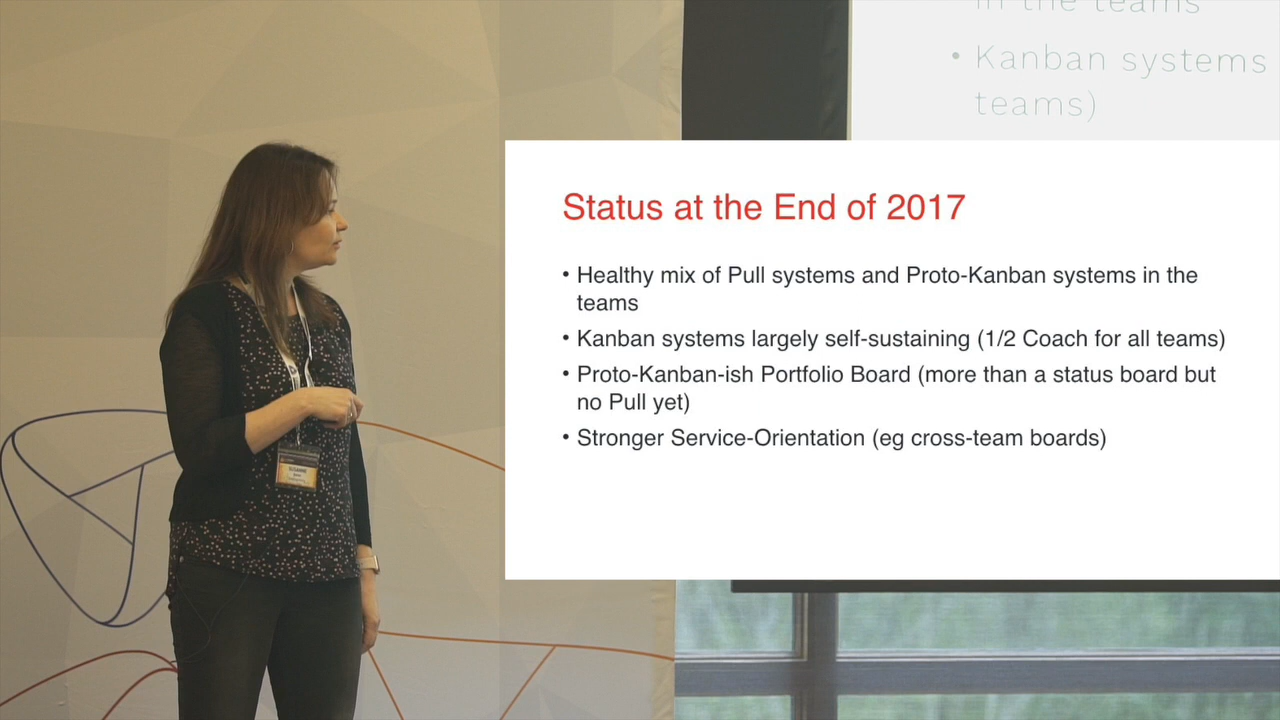 in the teams
• Kanban systems
teams)
Status at the End of 2017
• Healthy mix of Pull systems and Proto-Kanban systems in the
teams
• Kanban systems largely self-sustaining (1/2 Coach for all teams)
• Proto-Kanban-ish Portfolio Board (more than a status board but
no Pull yet)
• Stronger Service-Orientation (eg cross-team boards)